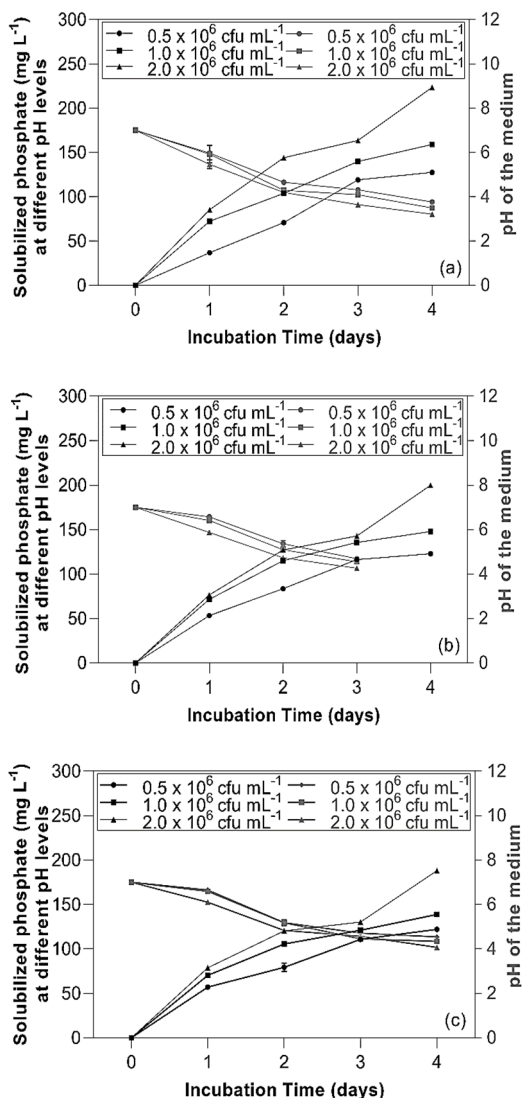 300
250
200
150
100
50
0
Solubilized phosphate (mg L-1)
at different pH levels
0.5 x 10^6 cfu mL^-1
1.0 x 10^6 cfu mL^-1
2.0 x 10^6 cfu mL^-1
0.5 x 10^6 cfu mL^-1
1.0 x 10^6 cfu mL^-1
2.0 x 10^6 cfu mL^-1
12
10
8
6
4
2
0
pH of the medium
(a)
0 1 2 3 4
Incubation Time (days)
300
250
200
150
100
50
0
Solubilized phosphate (mg L-1)
at different pH levels
0.5 x 10^6 cfu mL^-1
1.0 x 10^6 cfu mL^-1
2.0 x 10^6 cfu mL^-1
0.5 x 10^6 cfu mL^-1
1.0 x 10^6 cfu mL^-1
2.0 x 10^6 cfu mL^-1
12
10
8
6
4
2
0
pH of the medium
(b)
0 1 2 3 4
Incubation Time (days)
300
250
200
150
100
50
0
Solubilized phosphate (mg L-1)
at different pH levels
0.5 x 10^6 cfu mL^-1
1.0 x 10^6 cfu mL^-1
2.0 x 10^6 cfu mL^-1
0.5 x 10^6 cfu mL^-1
1.0 x 10^6 cfu mL^-1
2.0 x 10^6 cfu mL^-1
12
10
8
6
4
2
0
pH of the medium
(c)
0 1 2 3 4
Incubation Time (days)